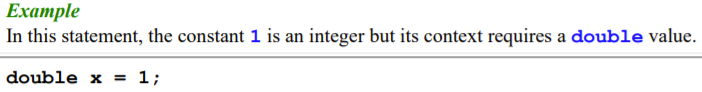 Example
In this statement, the constant 1 is an integer but its context requires a double value.
double x = 1;